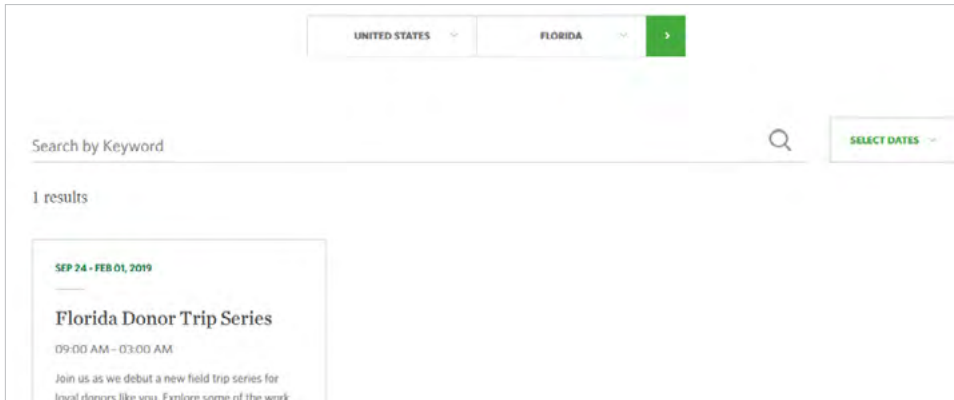 UNITED STATES
FLORIDA
Search by Keyword
SELECT DATES
1 results
SEP 24 - FEB 01, 2019
Florida Donor Trip Series
09:00 AM - 03:00 AM
Join us as we debut a new field trip series for
loyal donors like you. Explore some of the work